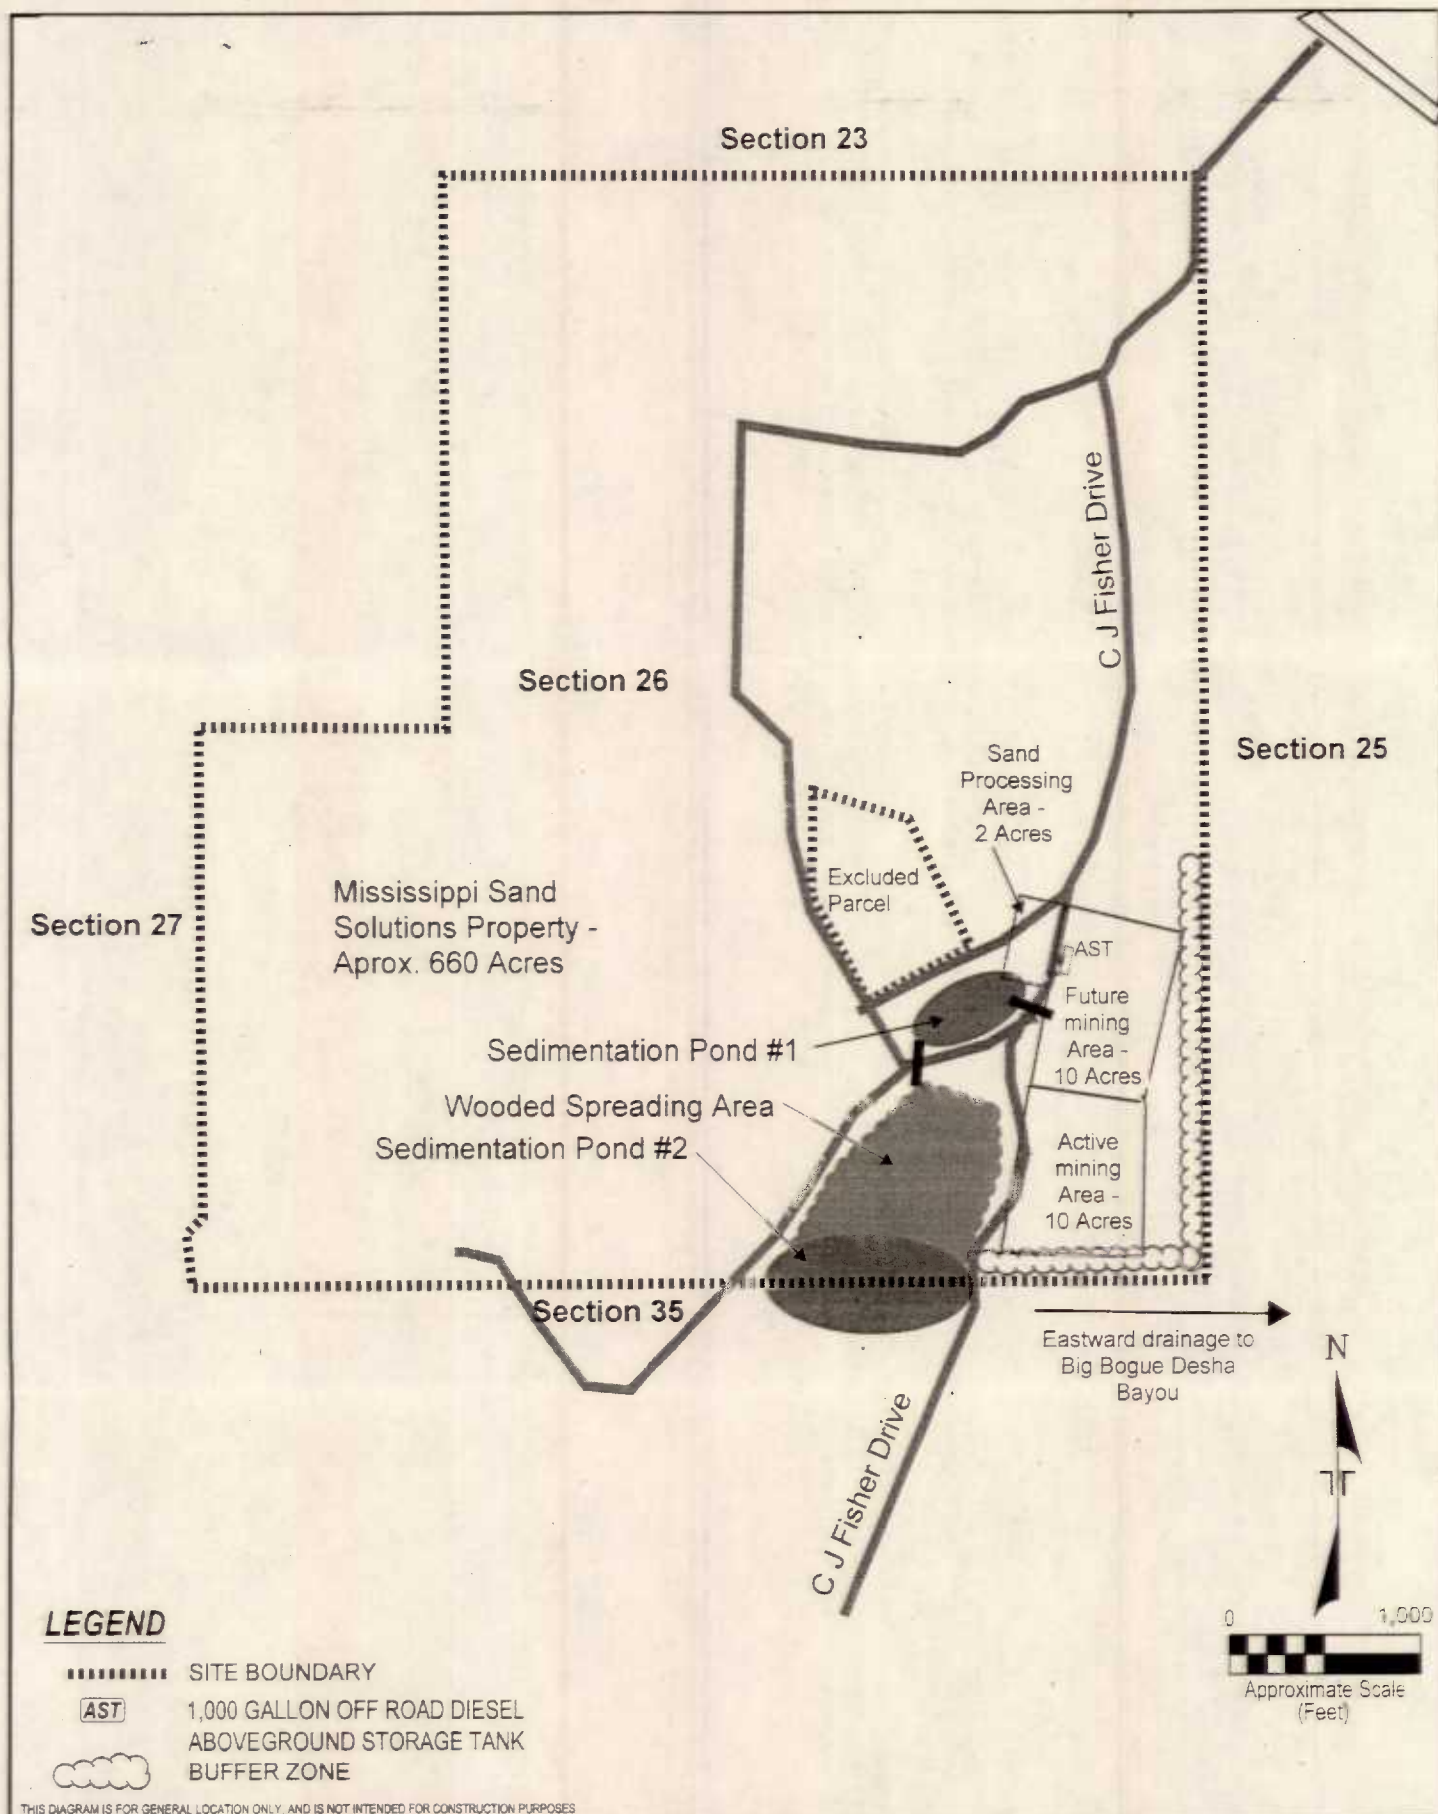 Section 23
C J Fisher Drive
Section 26
Section 25
Sand
Processing
Area -
2 Acres
Excluded
Parcel
Mississippi Sand
Solutions Property -
Aprox. 660 Acres
Section 27
AST
Future
mining
Area -
10 Acres
Sedimentation Pond #1
Wooded Spreading Area
Sedimentation Pond #2
Active
mining
Area -
10 Acres
Section 35
Eastward drainage to
Big Bogue Desha
Bayou
N
C J Fisher Drive
LEGEND
SITE BOUNDARY
AST
1,000 GALLON OFF ROAD DIESEL
ABOVEGROUND STORAGE TANK
BUFFER ZONE
0 1,000
Approximate Scale
(Feet)
THIS DIAGRAM IS FOR GENERAL LOCATION ONLY, AND IS NOT INTENDED FOR CONSTRUCTION PURPOSES